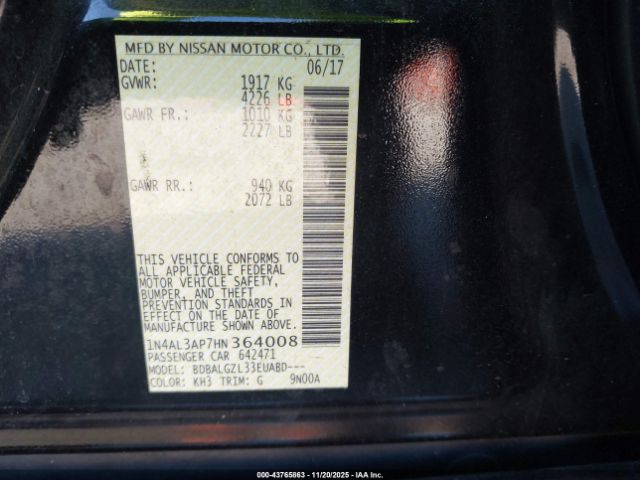 MFD BY NISSAN MOTOR CO., LTD.
DATE: 06/17
GVWR: 1917 KG
4226 LB
GAWR FR.: 1010 KG
2227 LB
GAWR RR.: 940 KG
2072 LB
THIS VEHICLE CONFORMS TO
ALL APPLICABLE FEDERAL
MOTOR VEHICLE SAFETY,
BUMPER, AND THEFT
PREVENTION STANDARDS IN
EFFECT ON THE DATE OF
MANUFACTURE SHOWN ABOVE.
1N4AL3AP7HN364008
PASSENGER CAR 642471
MODEL: BDBALGZL33EUABD---
COLOR: KH3 TRIM: G 9N00A
000-43765863 | 11/20/2025 | IAA Inc.